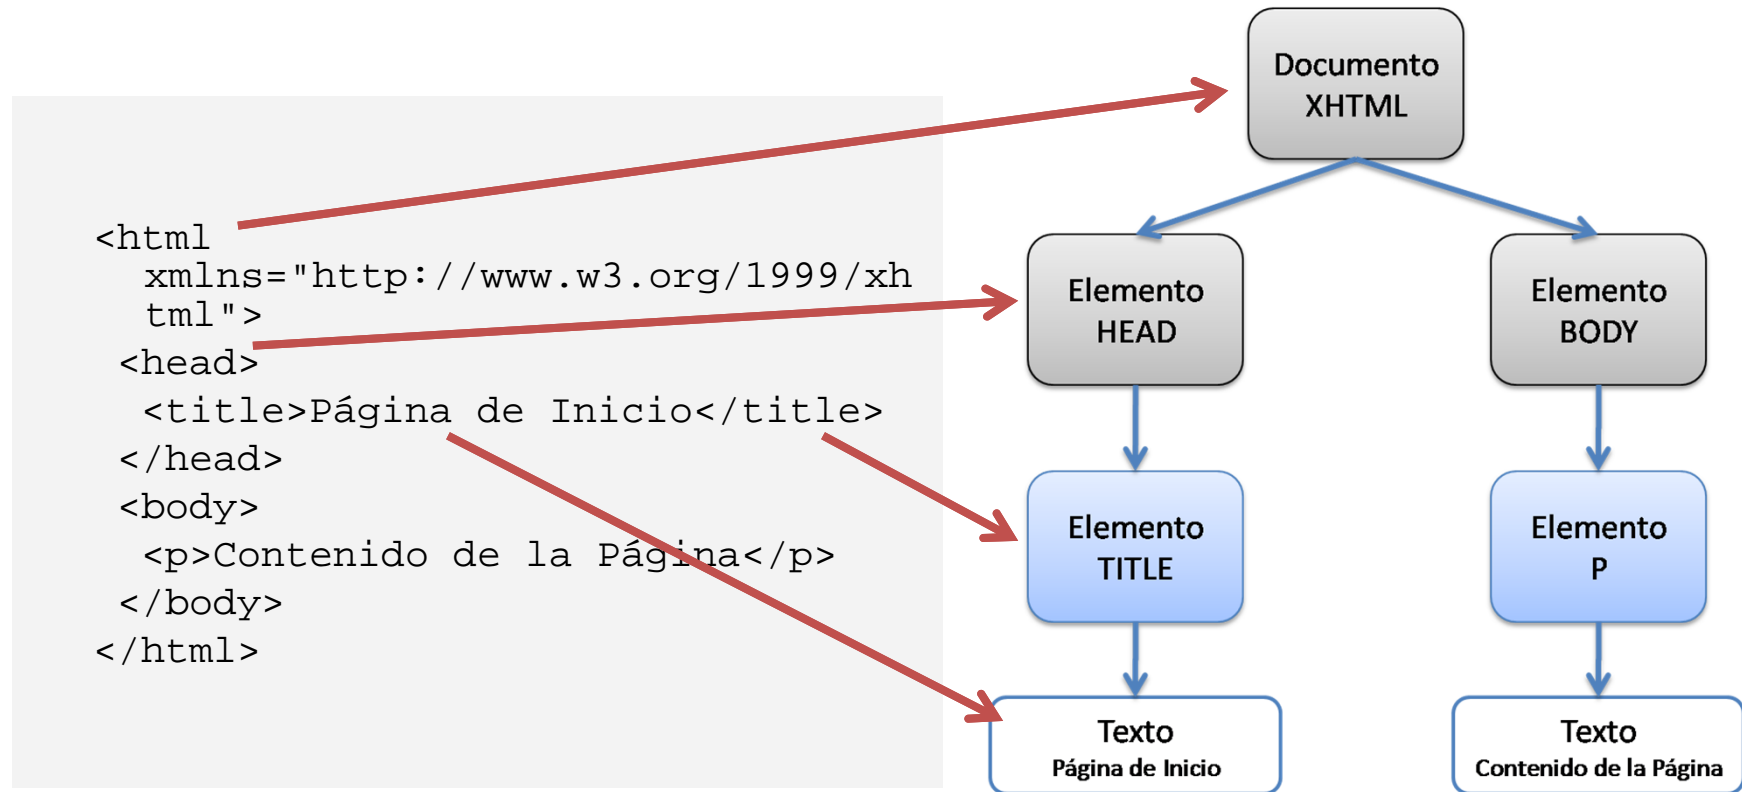 <html
xmlns="http://www.w3.org/1999/xh
tml">
<head>
<title>Página de Inicio</title>
</head>
<body>
<p>Contenido de la Página</p>
</body>
</html>
Documento
XHTML
Elemento
HEAD
Elemento
BODY
Elemento
TITLE
Elemento
P
Texto
Página de Inicio
Texto
Contenido de la Página